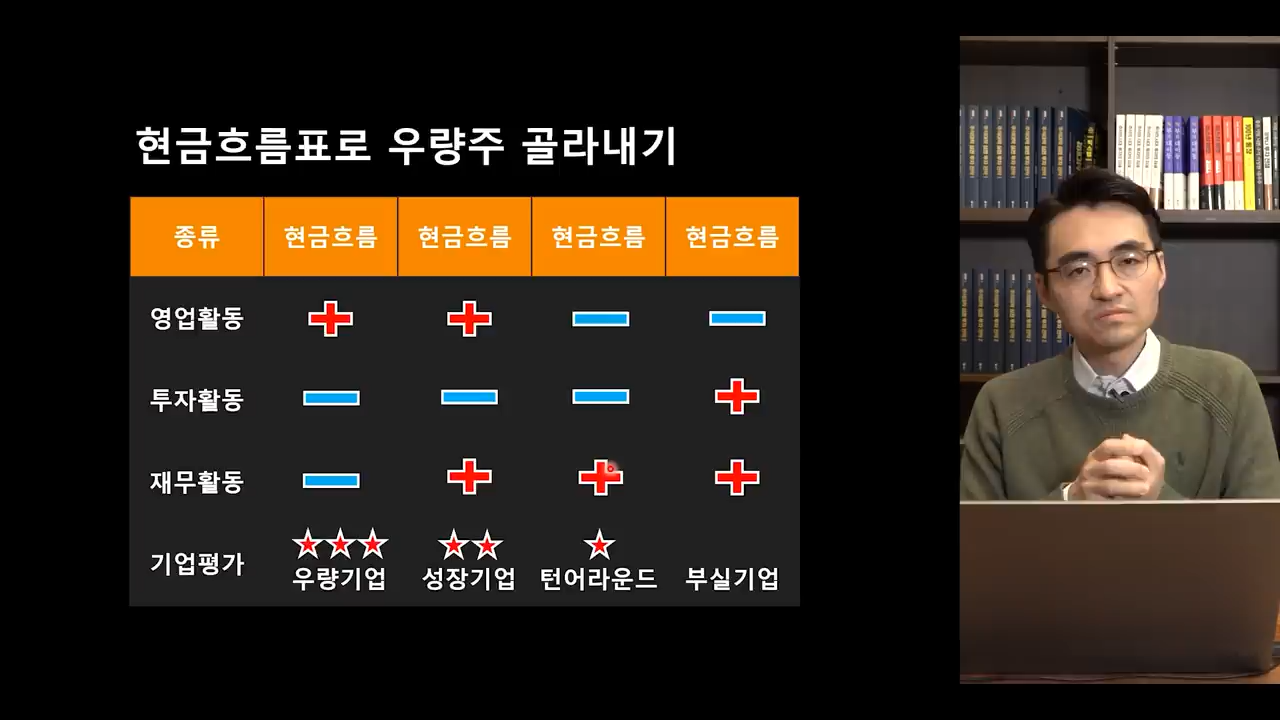 현금흐름표로 우량주 골라내기
종류 현금흐름 현금흐름 현금흐름 현금흐름
영업활동
투자활동
재무활동
기업평가 우량기업 성장기업 턴어라운드 부실기업